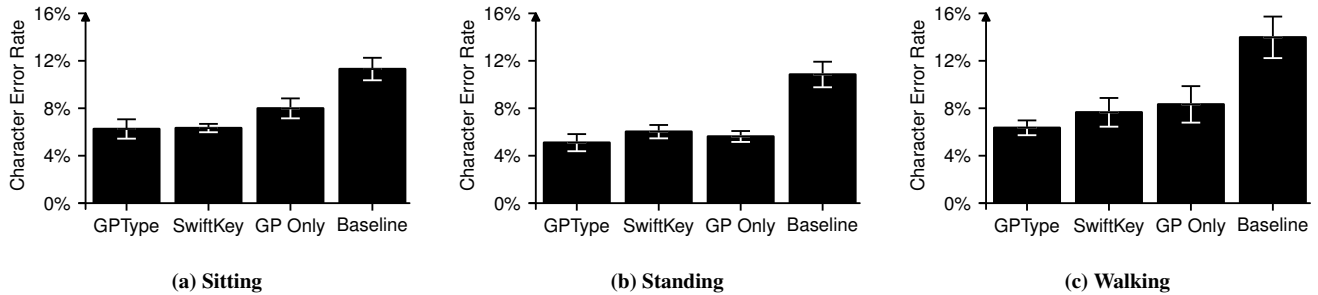 Character Error Rate
16%
12%
8%
4%
0%
GPType SwiftKey GP Only Baseline
(a) Sitting
Character Error Rate
16%
12%
8%
4%
0%
GPType SwiftKey GP Only Baseline
(b) Standing
Character Error Rate
16%
12%
8%
4%
0%
GPType SwiftKey GP Only Baseline
(c) Walking